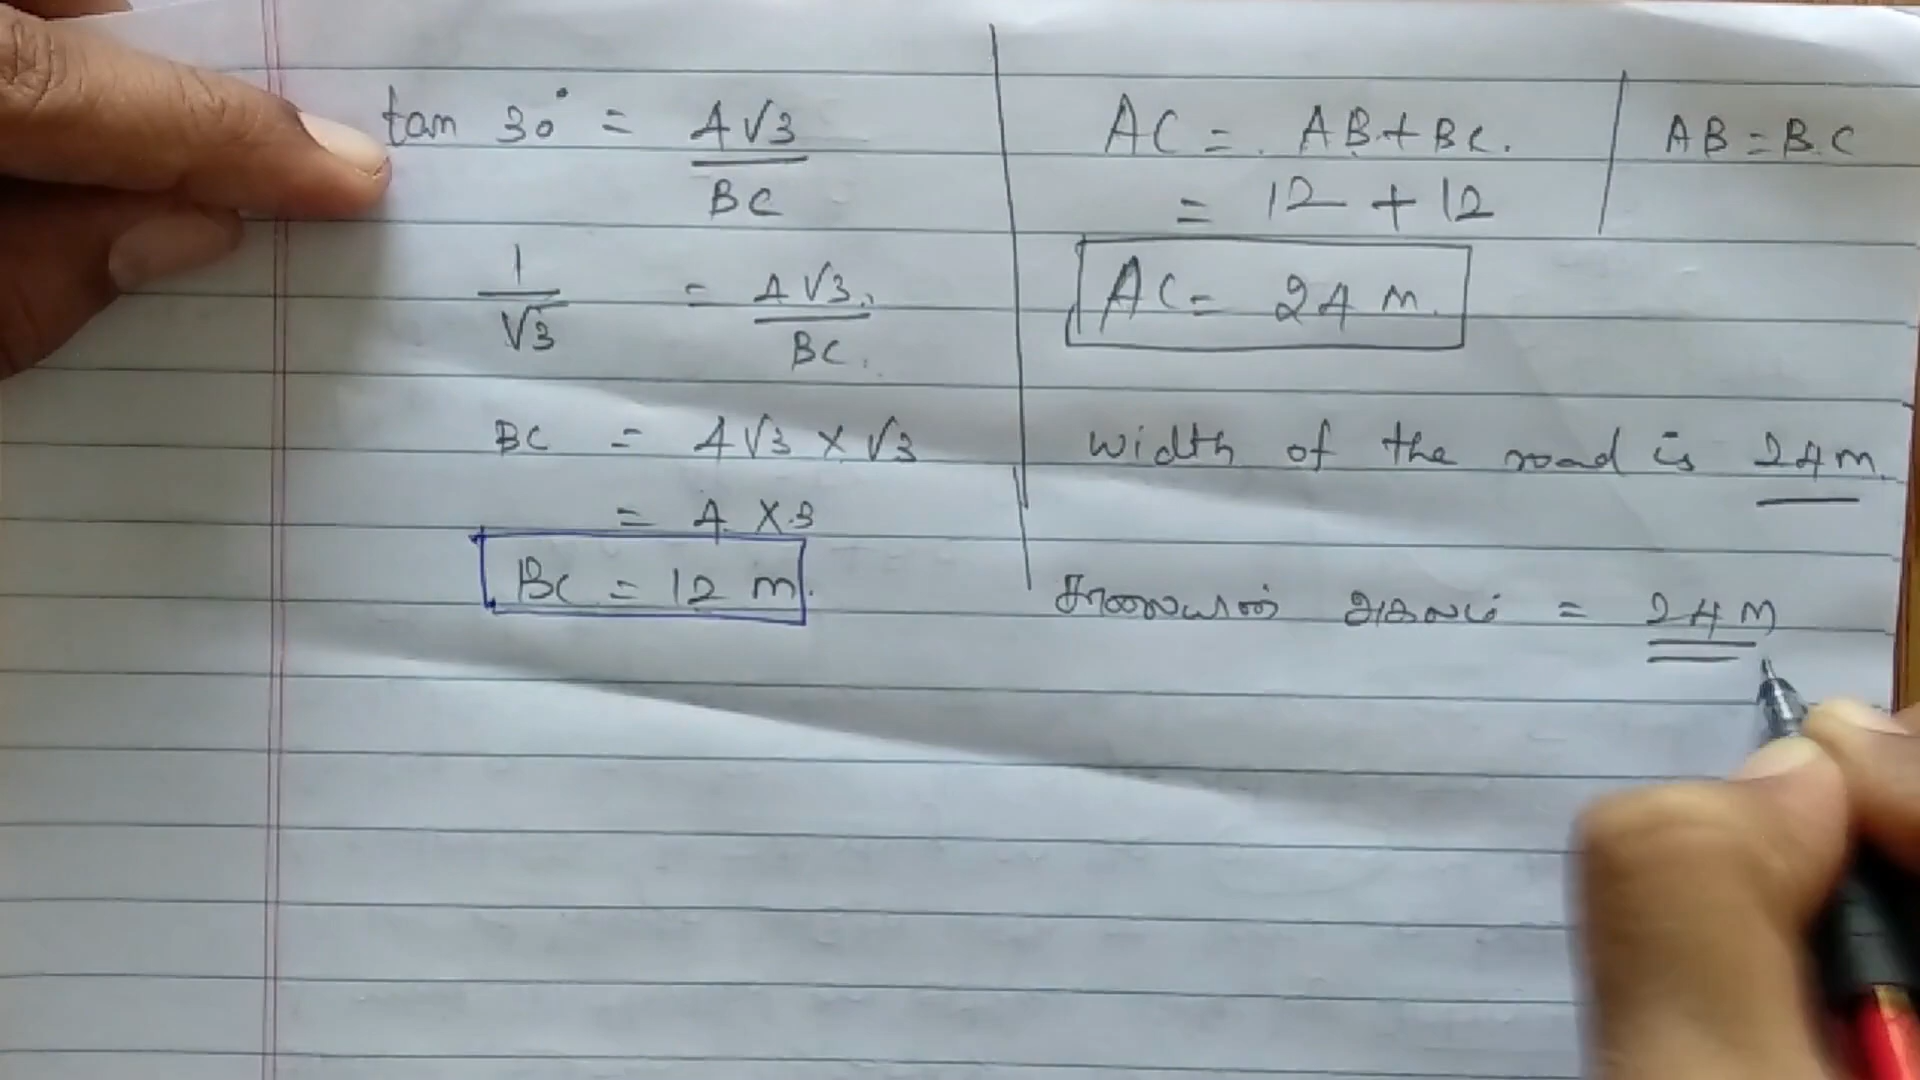 tan 30° = 4√3
BC
1
√3
= 4√3
BC.
BC = 4√3 × √3
= 4 × 3
BC = 12 m.
AC = AB + BC.
= 12 + 12
AC = 24 m.
AB = BC
width of the road is 24m
சாலையின் அகலம் = 24 m